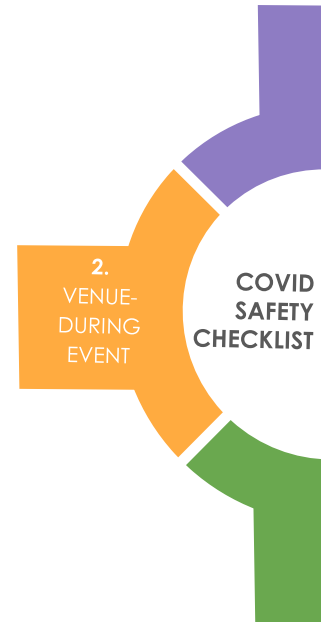 2.
VENUE-
DURING
EVENT
COVID
SAFETY
CHECKLIST